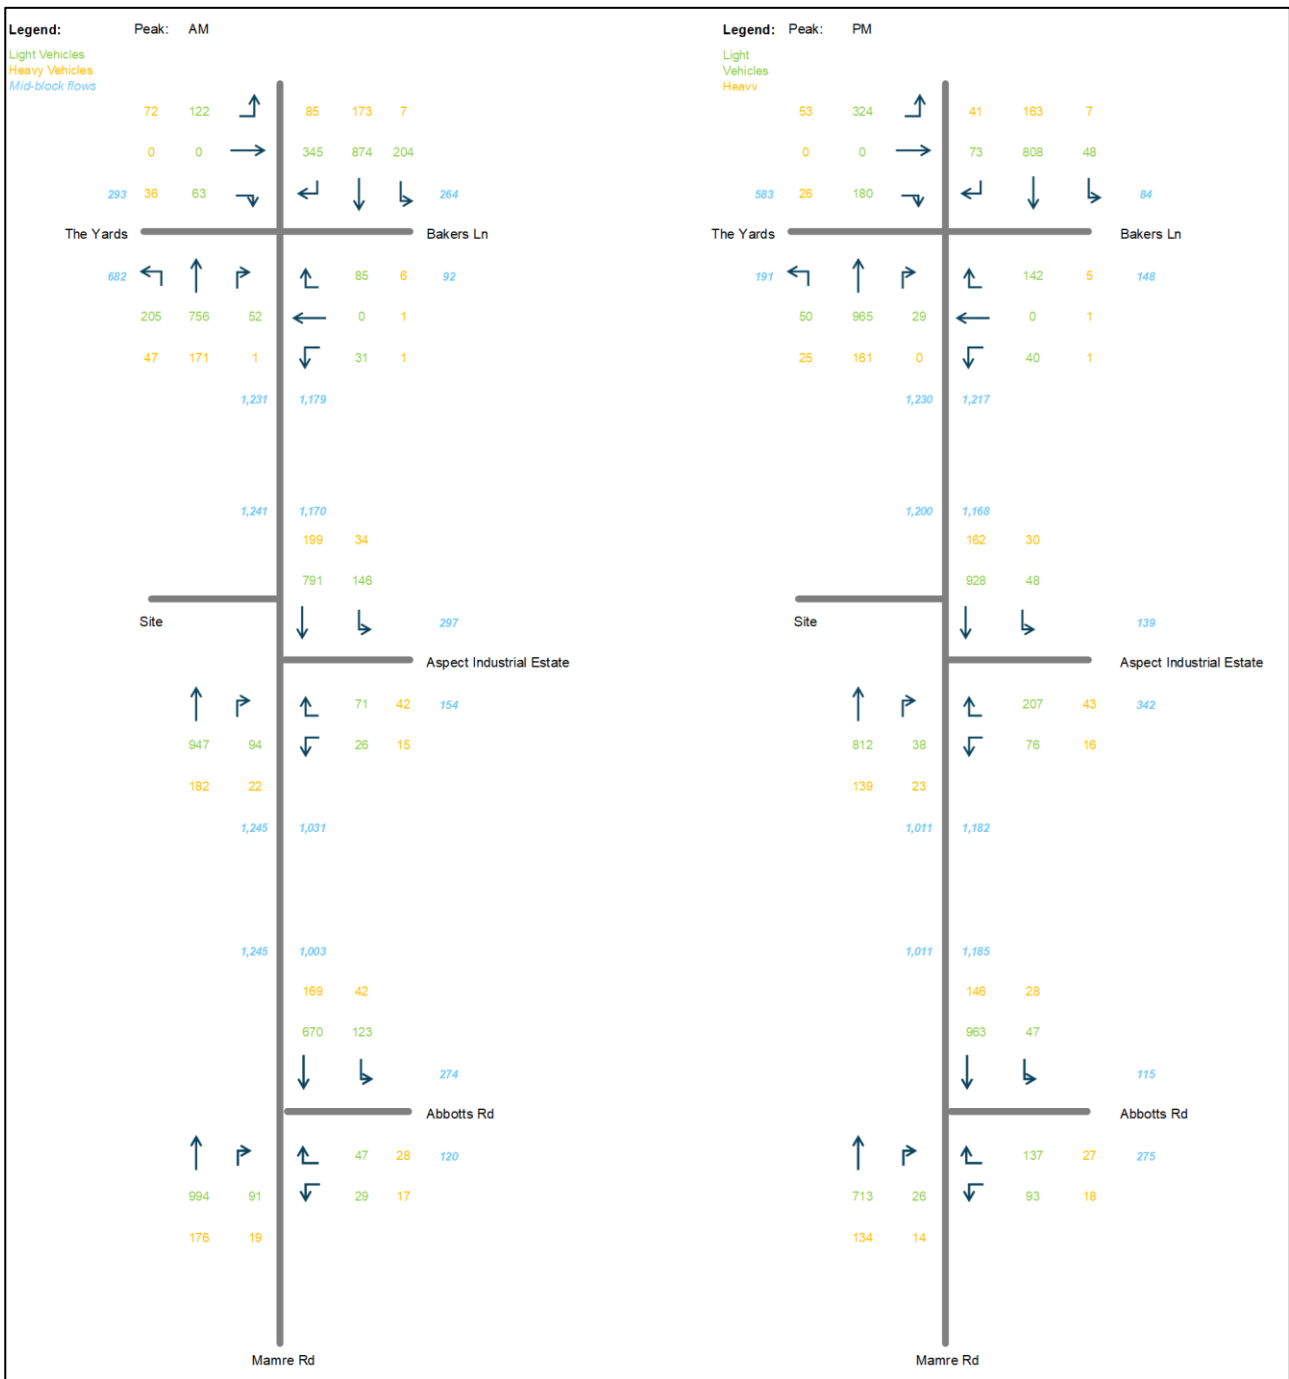 Legend: Peak: AM
Light Vehicles
Heavy Vehicles
Mid-block flows
72 122 85 173 7
0 0 345 874 204
293 36 63 264
The Yards Bakers Ln
682 85 6 92
205 756 52 0 1
47 171 1 31 1
1,231 1,179
1,241 1,170
199 34
791 146
Site
297
Aspect Industrial Estate
71 42 154
947 94 26 15
182 22
1,245 1,031
1,245 1,003
169 42
670 123
274
Abbotts Rd
47 28 120
994 91 29 17
176 19
Mamre Rd
Legend: Peak: PM
Light
Vehicles
Heavy
53 324 41 163 7
0 0 73 808 48
583 26 180 84
The Yards Bakers Ln
191 142 5 148
50 965 29 0 1
25 161 0 40 1
1,230 1,217
1,200 1,168
162 30
928 48
Site
139
Aspect Industrial Estate
207 43 342
812 38 76 16
139 23
1,011 1,182
1,011 1,185
146 28
963 47
115
Abbotts Rd
137 27 275
713 26 93 18
134 14
Mamre Rd